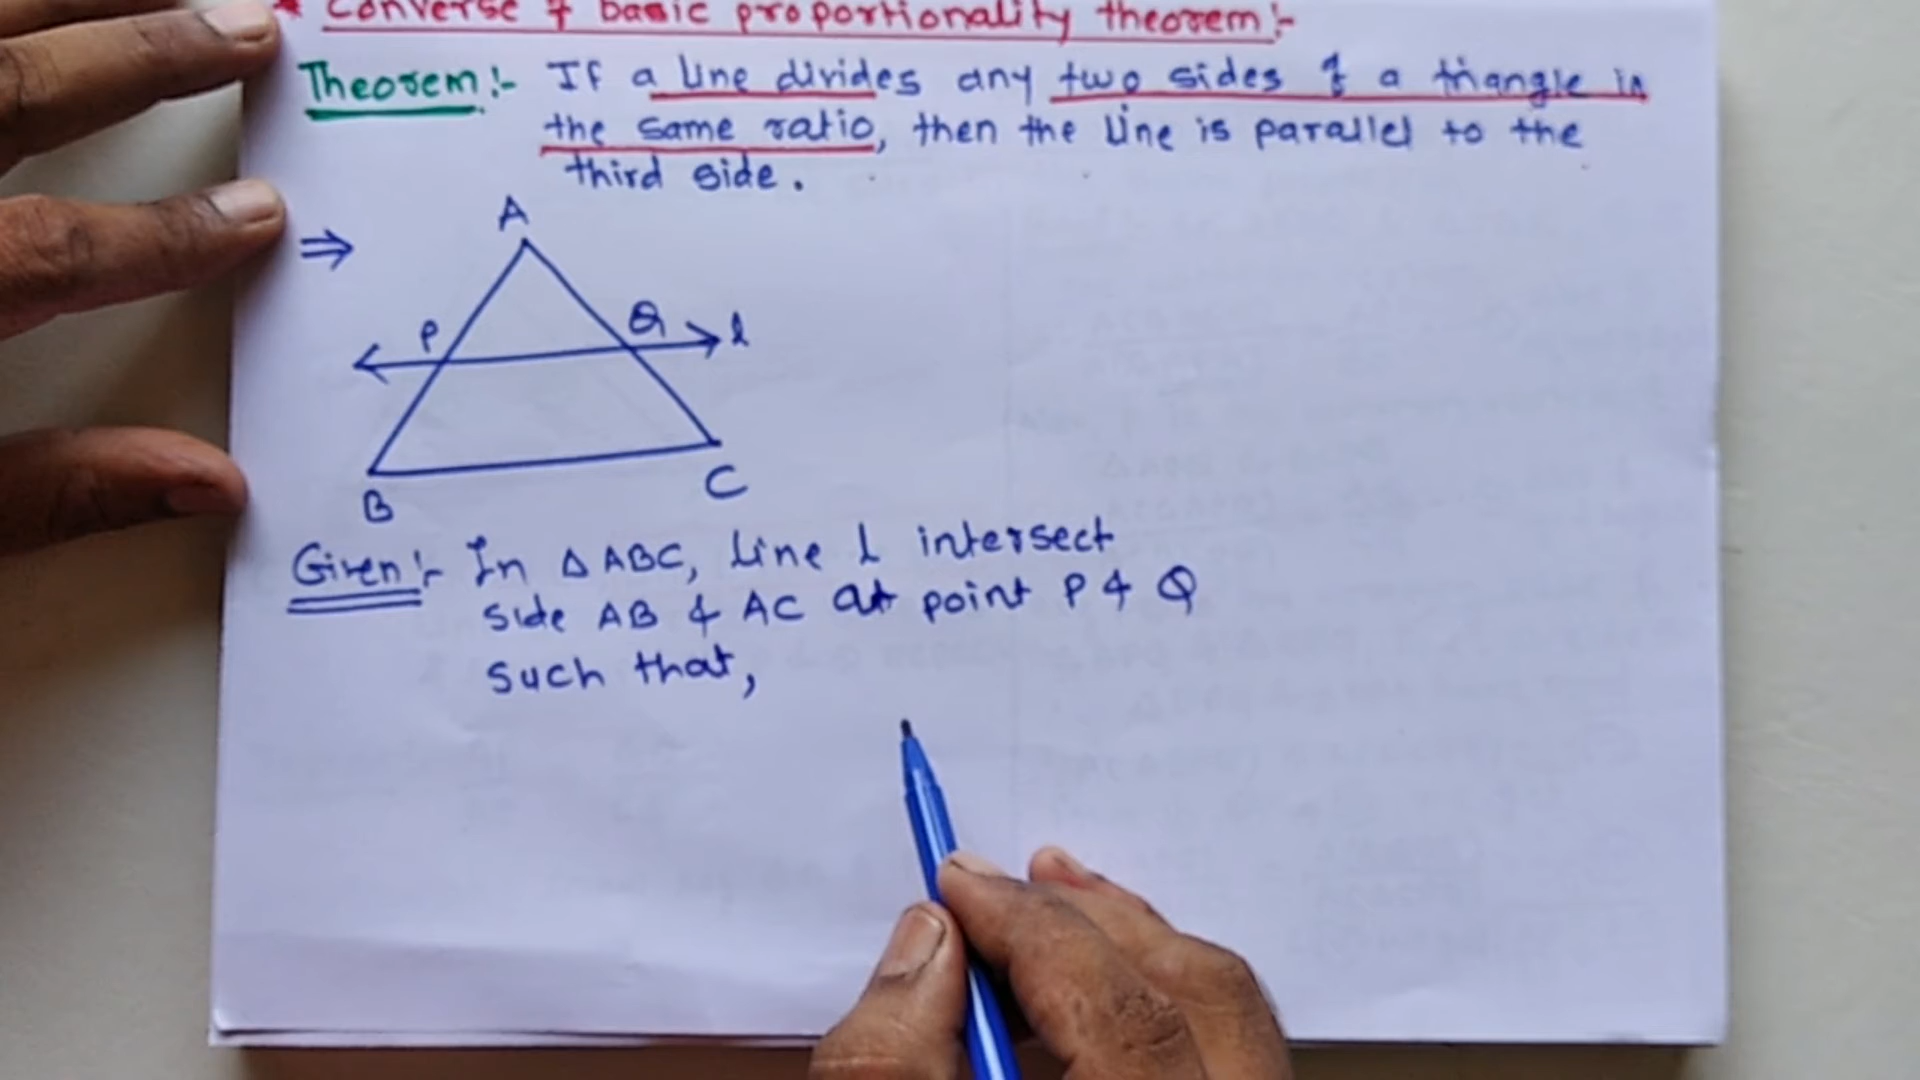 * Converse of basic proportionality theorem:-
Theorem:- If a line divides any two sides of a triangle in
the same ratio, then the line is parallel to the
third side.
⇒
A
P
Q
l
B
C
Given:- In △ABC, line l intersect
side AB & AC at point P & Q
such that,